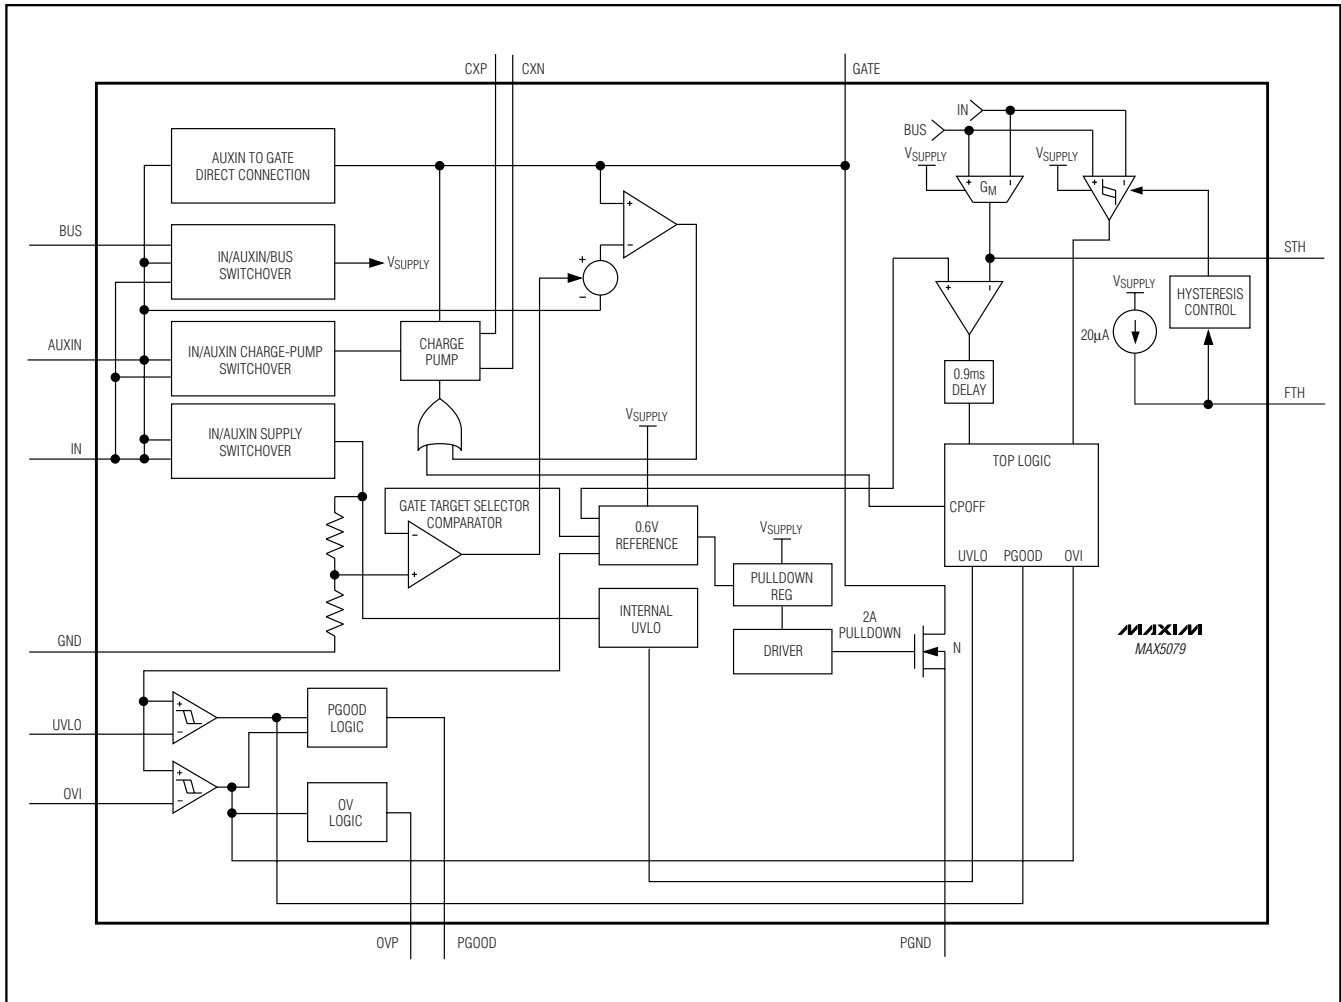 CXP
CXN
GATE
IN
BUS
VSUPPLY
VSUPPLY
AUXIN TO GATE
DIRECT CONNECTION
+
+
-
GM
+
-
BUS
IN/AUXIN/BUS
SWITCHOVER
VSUPPLY
+
-
+
-
STH
+
-
VSUPPLY
HYSTERESIS
CONTROL
20µA
AUXIN
IN/AUXIN CHARGE-PUMP
SWITCHOVER
CHARGE
PUMP
0.9ms
DELAY
FTH
IN
IN/AUXIN SUPPLY
SWITCHOVER
VSUPPLY
TOP LOGIC
CPOFF
UVLO
PGOOD
OVI
GATE TARGET SELECTOR
COMPARATOR
-
+
0.6V
REFERENCE
VSUPPLY
PULLDOWN
REG
INTERNAL
UVLO
2A
PULLDOWN
DRIVER
N
MAXIM
MAX5079
GND
UVLO
+
-
PGOOD
LOGIC
OVI
+
-
OV
LOGIC
OVP
PGOOD
PGND